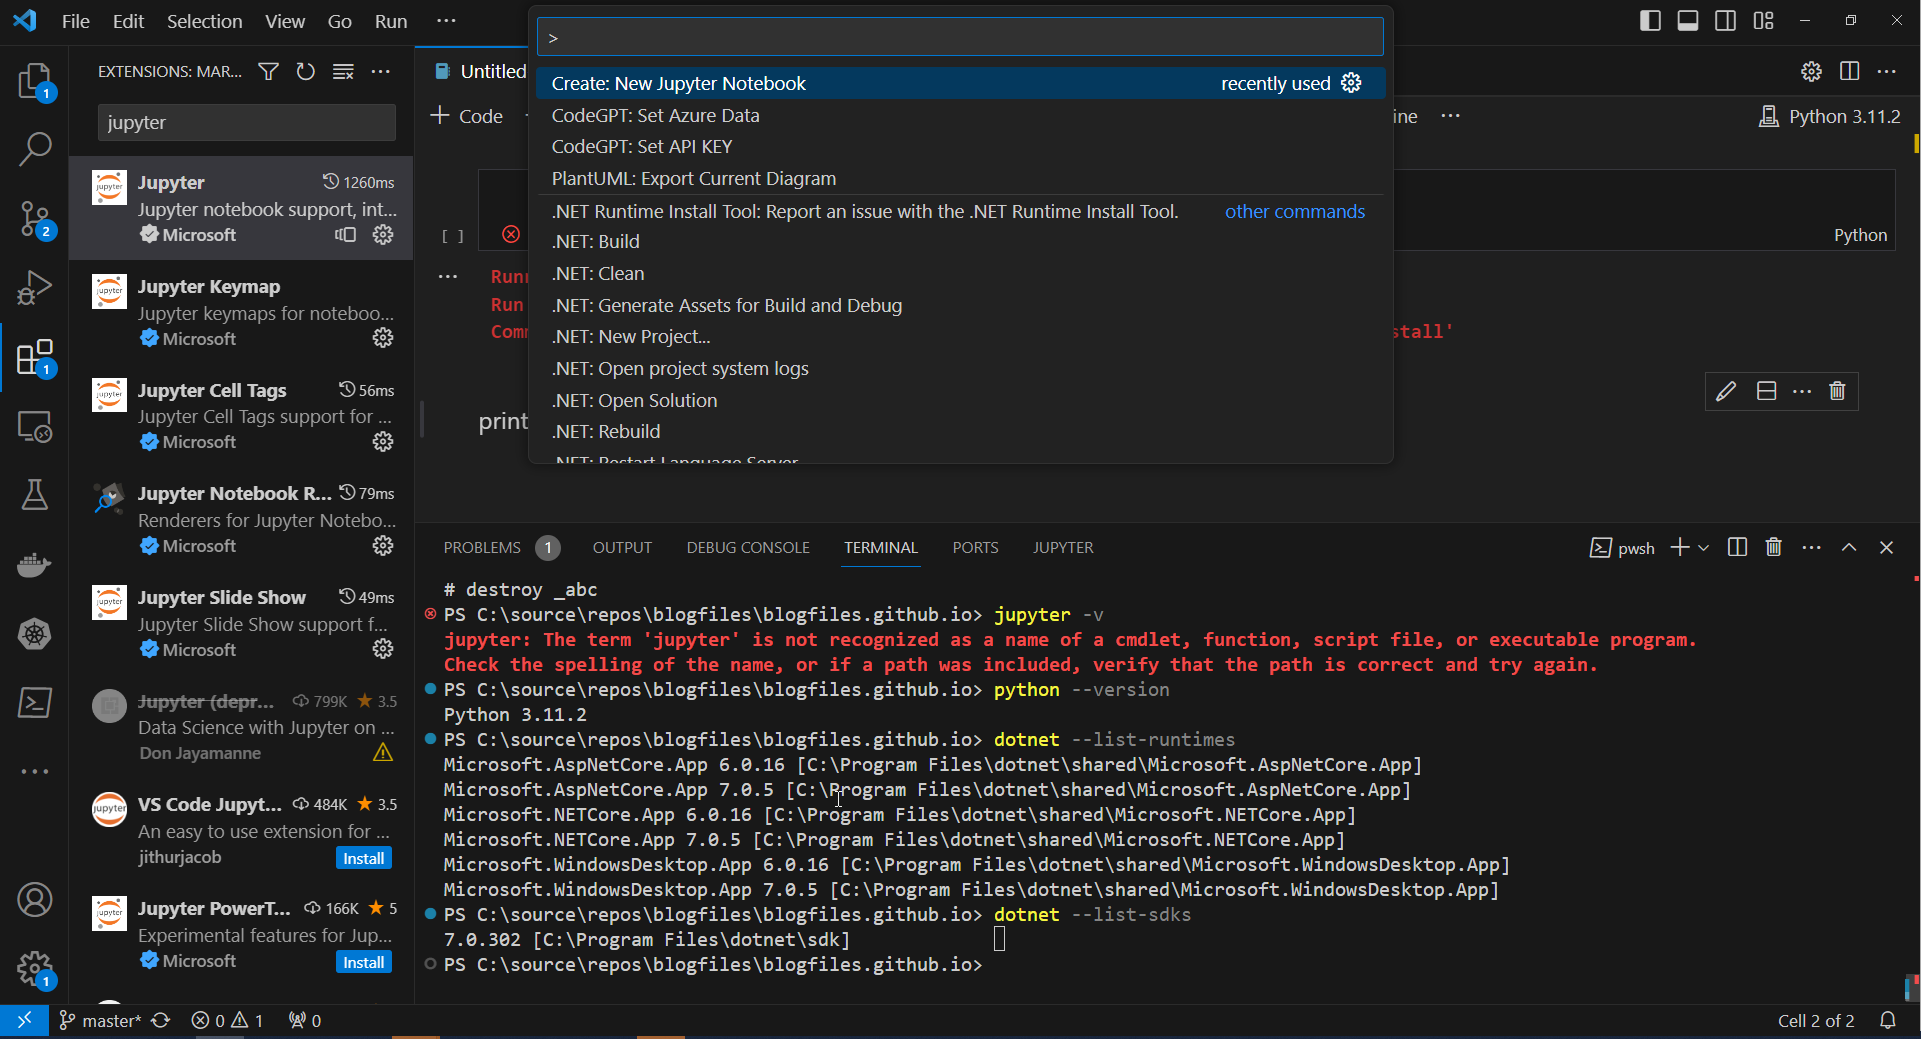 File Edit Selection View Go Run ···
>
EXTENSIONS: MAR...
jupyter
Jupyter 1260ms
Jupyter notebook support, int...
Microsoft
Jupyter Keymap
Jupyter keymaps for noteboo...
Microsoft
Jupyter Cell Tags 56ms
Jupyter Cell Tags support for ...
Microsoft
Jupyter Notebook R... 79ms
Renderers for Jupyter Notebo...
Microsoft
Jupyter Slide Show 49ms
Jupyter Slide Show support f...
Microsoft
Jupyter (depr... 799K 3.5
Data Science with Jupyter on ...
Don Jayamanne
VS Code Jupyt... 484K 3.5
An easy to use extension for ...
jithurjacob Install
Jupyter PowerT... 166K 5
Experimental features for Jup...
Microsoft Install
1
2
1
1
Untitled
+ Code
ine ···
Python 3.11.2
Create: New Jupyter Notebook recently used
CodeGPT: Set Azure Data
CodeGPT: Set API KEY
PlantUML: Export Current Diagram
.NET Runtime Install Tool: Report an issue with the .NET Runtime Install Tool. other commands
.NET: Build
.NET: Clean
.NET: Generate Assets for Build and Debug
.NET: New Project...
.NET: Open project system logs
.NET: Open Solution
.NET: Rebuild
.NET: Restart Language Server
[ ]
Python
Run
Comm stall'
print
PROBLEMS 1 OUTPUT DEBUG CONSOLE TERMINAL PORTS JUPYTER
pwsh
# destroy _abc
PS C:\source\repos\blogfiles\blogfiles.github.io> jupyter -v
jupyter: The term 'jupyter' is not recognized as a name of a cmdlet, function, script file, or executable program.
Check the spelling of the name, or if a path was included, verify that the path is correct and try again.
PS C:\source\repos\blogfiles\blogfiles.github.io> python --version
Python 3.11.2
PS C:\source\repos\blogfiles\blogfiles.github.io> dotnet --list-runtimes
Microsoft.AspNetCore.App 6.0.16 [C:\Program Files\dotnet\shared\Microsoft.AspNetCore.App]
Microsoft.AspNetCore.App 7.0.5 [C:\Program Files\dotnet\shared\Microsoft.AspNetCore.App]
Microsoft.NETCore.App 6.0.16 [C:\Program Files\dotnet\shared\Microsoft.NETCore.App]
Microsoft.NETCore.App 7.0.5 [C:\Program Files\dotnet\shared\Microsoft.NETCore.App]
Microsoft.WindowsDesktop.App 6.0.16 [C:\Program Files\dotnet\shared\Microsoft.WindowsDesktop.App]
Microsoft.WindowsDesktop.App 7.0.5 [C:\Program Files\dotnet\shared\Microsoft.WindowsDesktop.App]
PS C:\source\repos\blogfiles\blogfiles.github.io> dotnet --list-sdks
7.0.302 [C:\Program Files\dotnet\sdk]
PS C:\source\repos\blogfiles\blogfiles.github.io>
master* 0 1 0
Cell 2 of 2